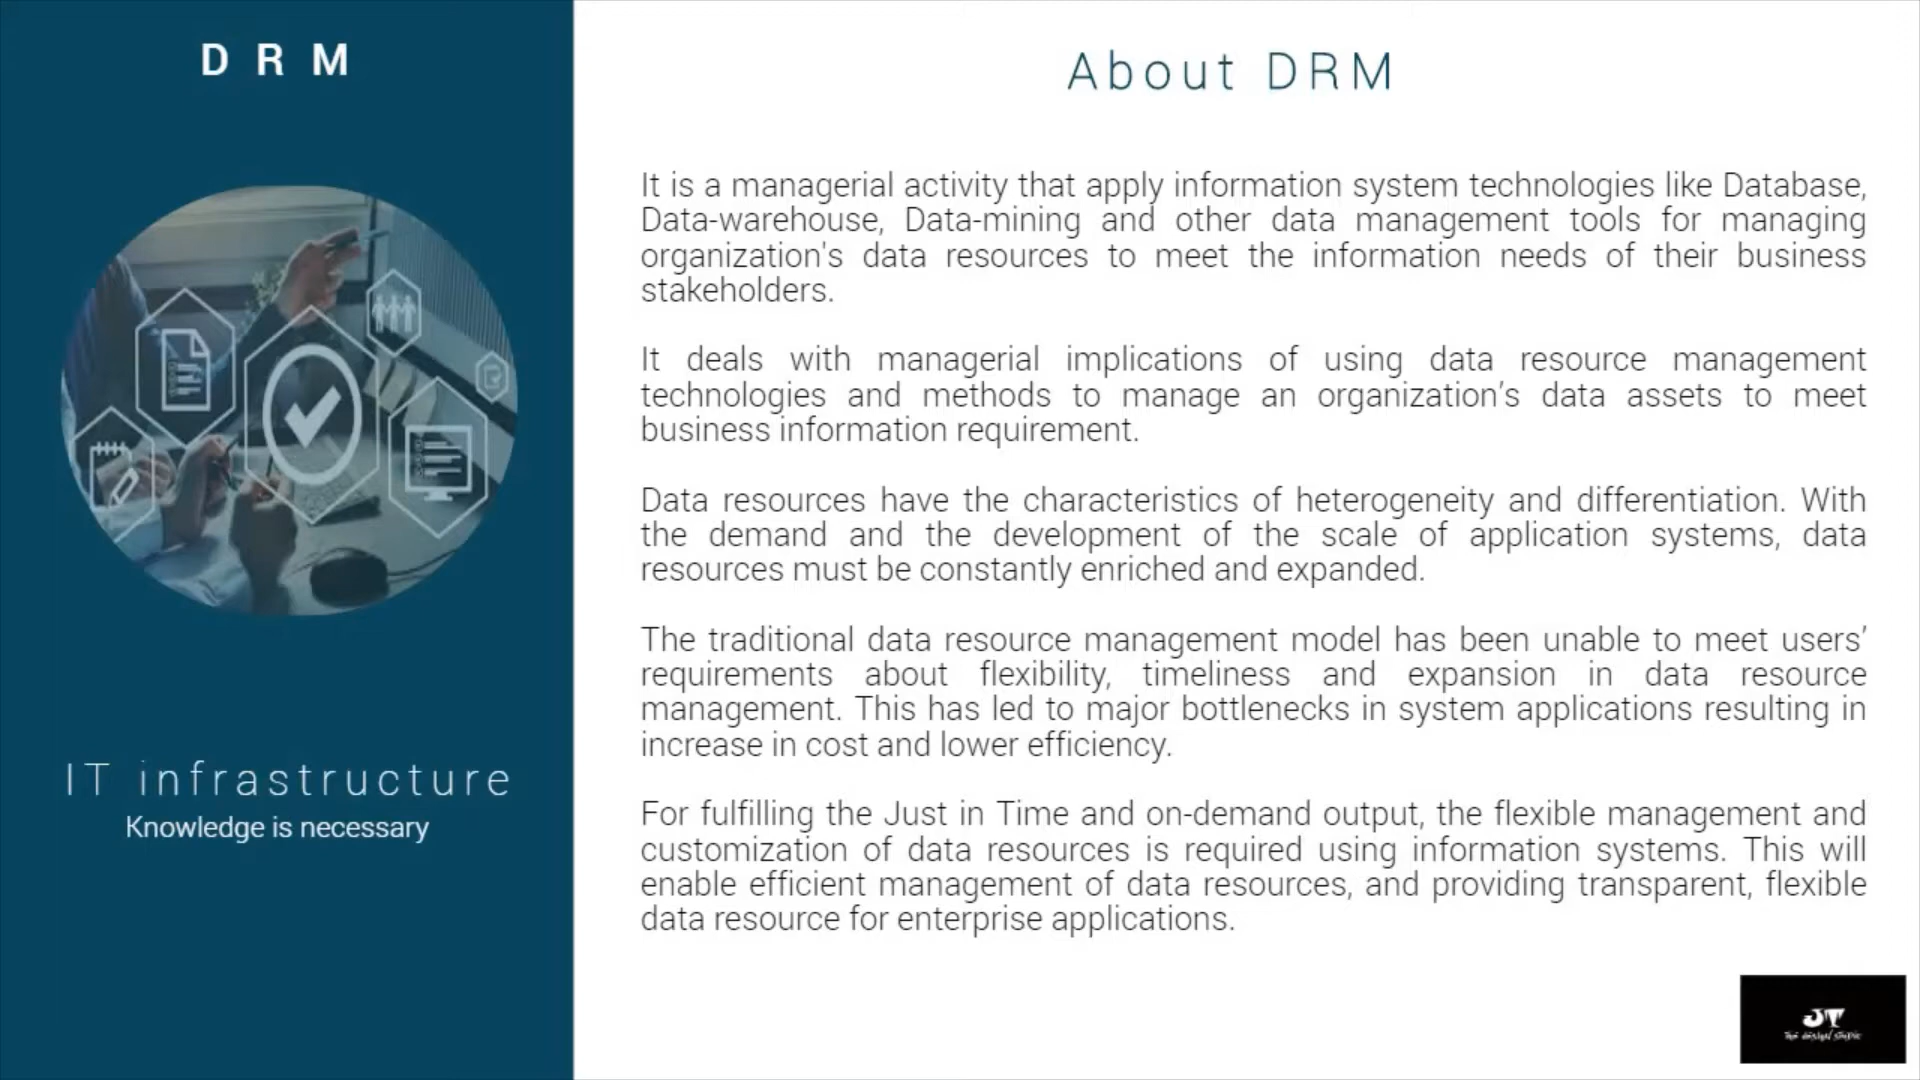 D R M
IT infrastructure
Knowledge is necessary
About DRM
It is a managerial activity that apply information system technologies like Database,
Data-warehouse, Data-mining and other data management tools for managing
organization's data resources to meet the information needs of their business
stakeholders.
It deals with managerial implications of using data resource management
technologies and methods to manage an organization’s data assets to meet
business information requirement.
Data resources have the characteristics of heterogeneity and differentiation. With
the demand and the development of the scale of application systems, data
resources must be constantly enriched and expanded.
The traditional data resource management model has been unable to meet users’
requirements about flexibility, timeliness and expansion in data resource
management. This has led to major bottlenecks in system applications resulting in
increase in cost and lower efficiency.
For fulfilling the Just in Time and on-demand output, the flexible management and
customization of data resources is required using information systems. This will
enable efficient management of data resources, and providing transparent, flexible
data resource for enterprise applications.
JT